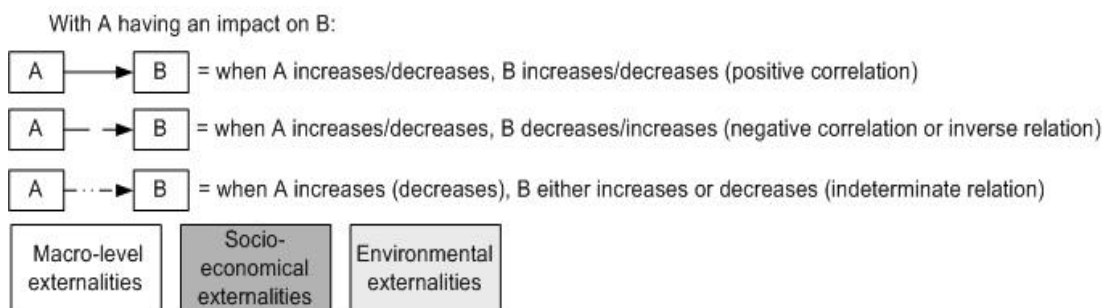 With A having an impact on B:
A B = when A increases/decreases, B increases/decreases (positive correlation)
A B = when A increases/decreases, B decreases/increases (negative correlation or inverse relation)
A B = when A increases (decreases), B either increases or decreases (indeterminate relation)
Macro-level
externalities
Socio-
economical
externalities
Environmental
externalities